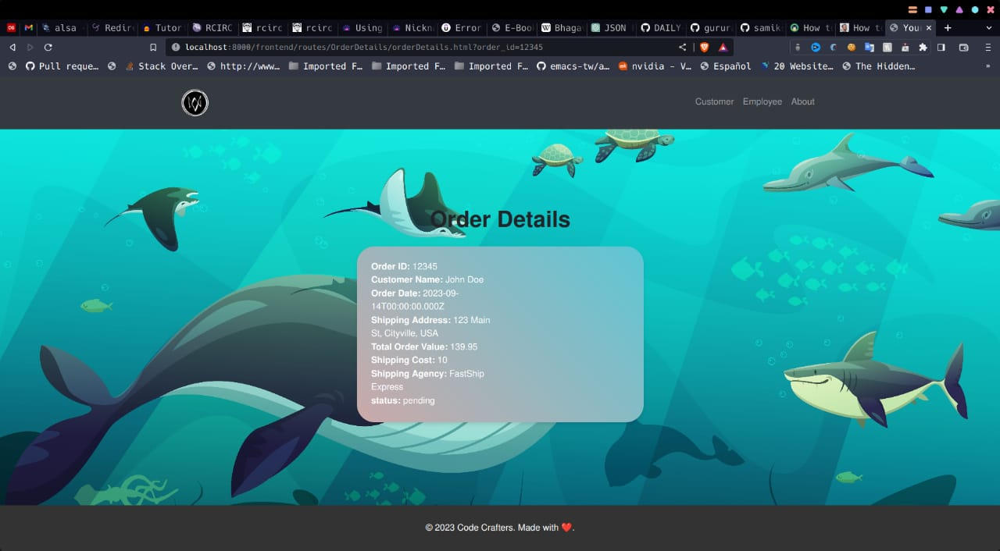 alsa
Redir
Tutor
RCIRC
rcirc
rcirc
Using
Nickn
Error
E-Boo
Bhaga
JSON
DAILY
gurur
samik
How t
How t
You
localhost:8000/frontend/routes/OrderDetails/orderDetails.html?order_id=12345
Pull reque… Stack Over… http://www… Imported F… Imported F… Imported F… emacs-tw/a… nvidia - V… Español 20 Website… The Hidden… »
Customer Employee About
Order Details
Order ID: 12345
Customer Name: John Doe
Order Date: 2023-09-
14T00:00:00.000Z
Shipping Address: 123 Main
St, Cityville, USA
Total Order Value: 139.95
Shipping Cost: 10
Shipping Agency: FastShip
Express
status: pending
© 2023 Code Crafters. Made with ❤️.